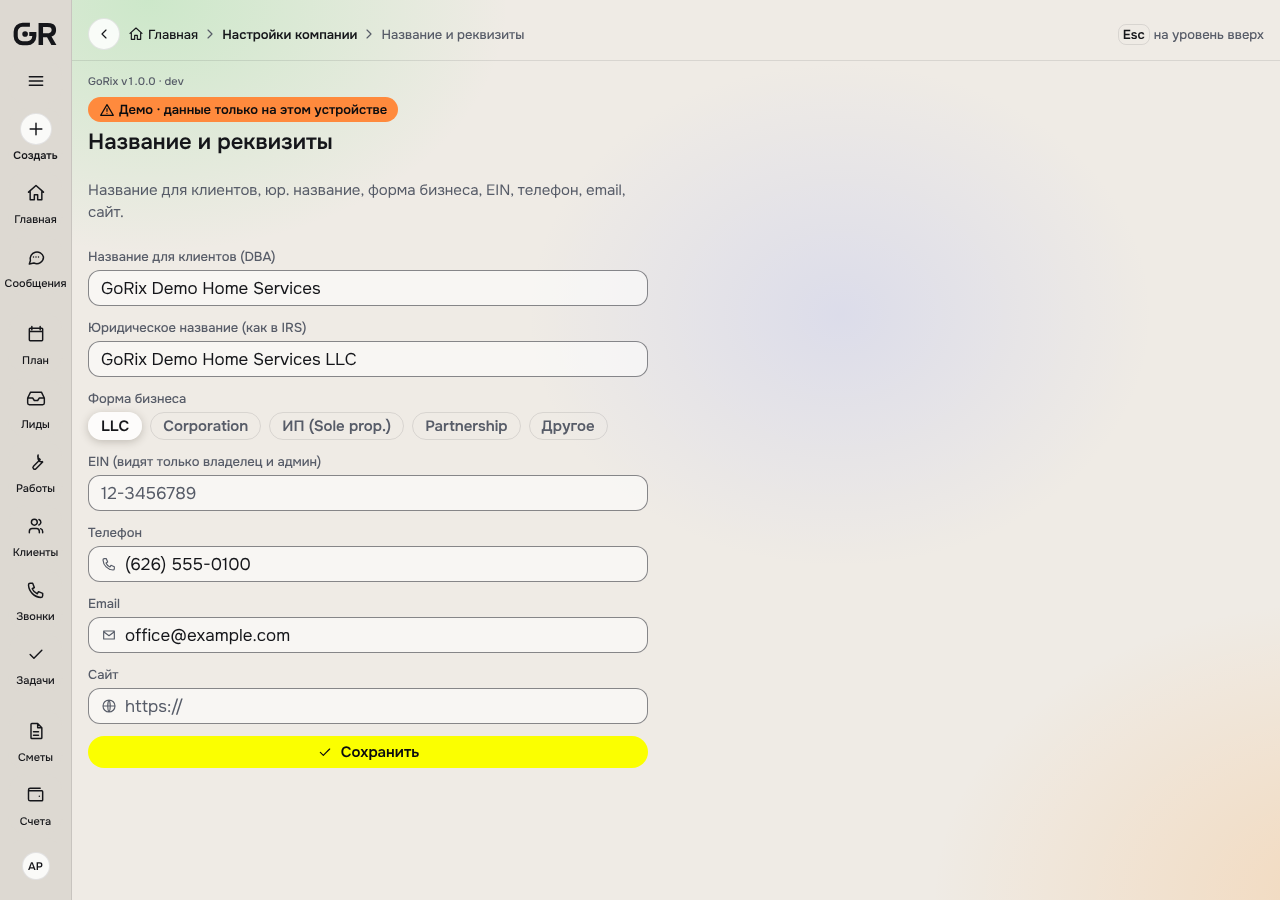 GR
Создать
Главная
Сообщения
План
Лиды
Работы
Клиенты
Звонки
Задачи
Сметы
Счета
AP
Главная > Настройки компании > Название и реквизиты
Esc на уровень вверх
GoRix v1.0.0 · dev
Демо · данные только на этом устройстве
Название и реквизиты
Название для клиентов, юр. название, форма бизнеса, EIN, телефон, email,
сайт.
Название для клиентов (DBA)
GoRix Demo Home Services
Юридическое название (как в IRS)
GoRix Demo Home Services LLC
Форма бизнеса
LLC Corporation ИП (Sole prop.) Partnership Другое
EIN (видят только владелец и админ)
12-3456789
Телефон
(626) 555-0100
Email
office@example.com
Сайт
https://
Сохранить